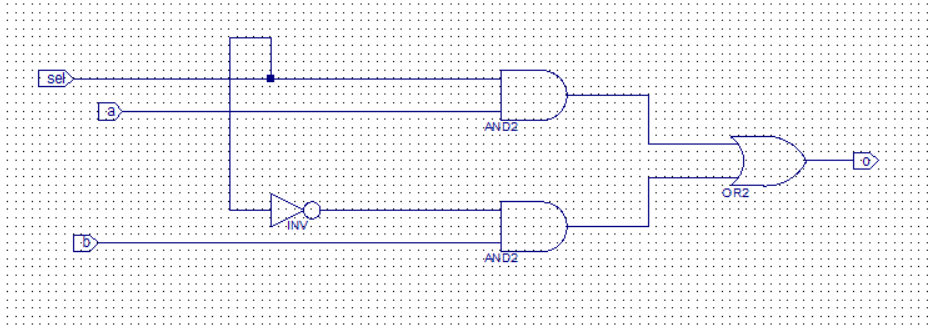 sel
a
AND2
OR2
o
INV
b
AND2